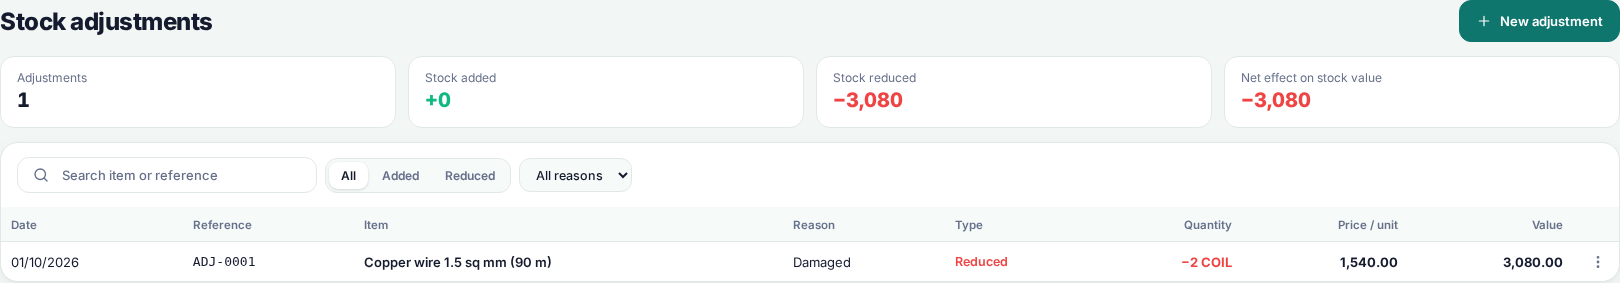 Stock adjustments
+ New adjustment
Adjustments
1
Stock added
+0
Stock reduced
−3,080
Net effect on stock value
−3,080
Search item or reference
All Added Reduced
All reasons
Date Reference Item Reason Type Quantity Price / unit Value
01/10/2026 ADJ-0001 Copper wire 1.5 sq mm (90 m) Damaged Reduced −2 COIL 1,540.00 3,080.00